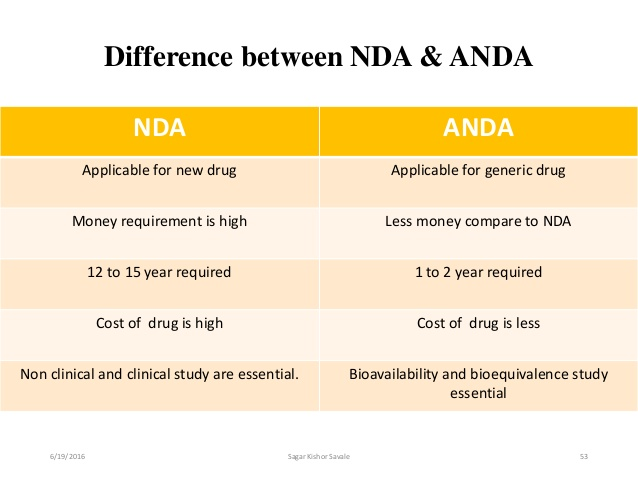 Difference between NDA & ANDA
NDA
ANDA
Applicable for new drug
Applicable for generic drug
Money requirement is high
Less money compare to NDA
12 to 15 year required
1 to 2 year required
Cost of drug is high
Cost of drug is less
Non clinical and clinical study are essential.
Bioavailability and bioequivalence study
essential
6/19/2016
Sagar Kishor Savale
53